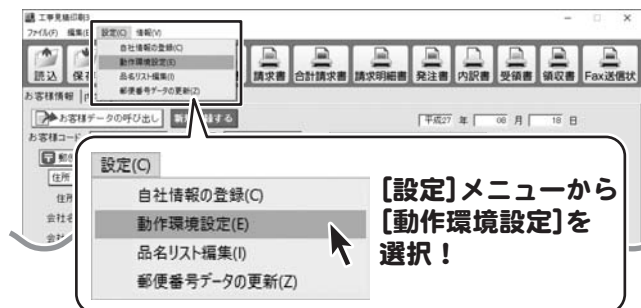 工事見積印刷3
ファイル(F) 編集(E) 設定(C) 情報(V)
自社情報の登録(C)
動作環境設定(E)
品名リスト編集(I)
郵便番号データの更新(Z)
読込 保存 請求書 合計請求書 請求明細書 発注書 内訳書 受領書 領収書 Fax送信状
お客様情報
お客様データの呼び出し
平成27 年 06 月 18 日
お客様コード
住所
住所
会社名
設定(C)
自社情報の登録(C)
動作環境設定(E)
品名リスト編集(I)
郵便番号データの更新(Z)
[設定]メニューから
[動作環境設定]を
選択！